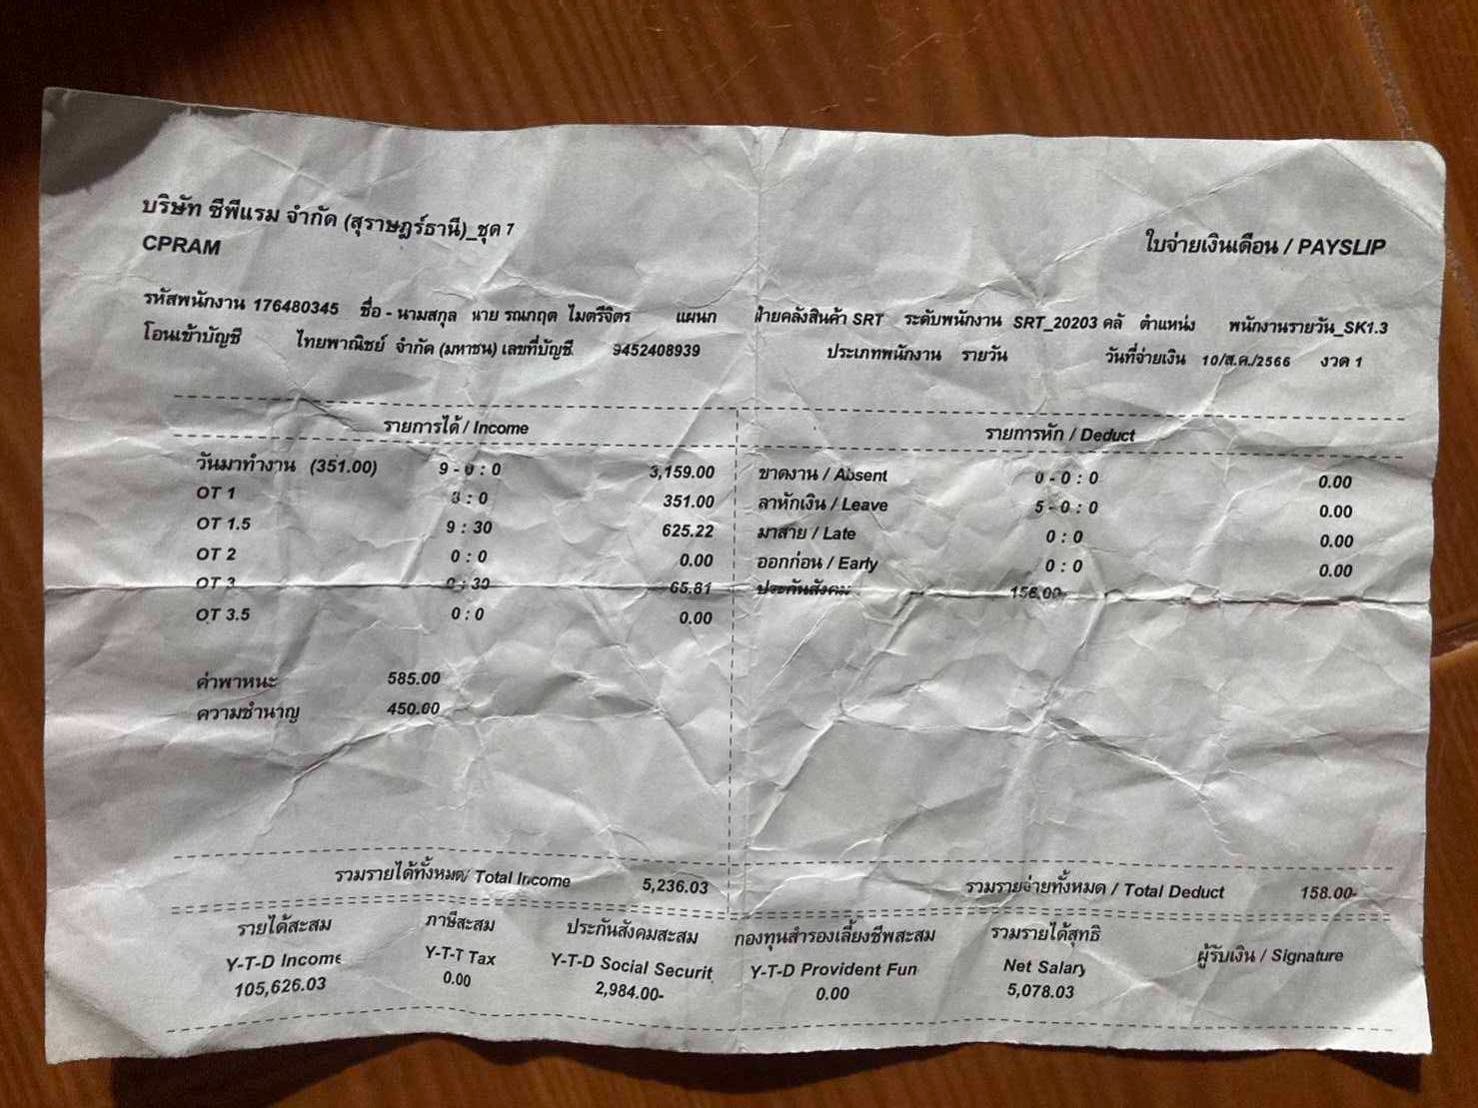 บริษัท ซีพีแรม จำกัด (สุราษฎร์ธานี)_ชุด 7
CPRAM
ใบจ่ายเงินเดือน / PAYSLIP
รหัสพนักงาน 176480345 ชื่อ - นามสกุล นาย รณกฤต ไมตรีจิตร แผนก ฝ่ายคลังสินค้า SRT ระดับพนักงาน SRT_20203 คลั ตำแหน่ง พนักงานรายวัน_SK1.3
โอนเข้าบัญชี ไทยพาณิชย์ จำกัด (มหาชน) เลขที่บัญชี 9452408939 ประเภทพนักงาน รายวัน วันที่จ่ายเงิน 10/ส.ค./2566 งวด 1
รายการได้ / Income รายการหัก / Deduct
วันมาทำงาน (351.00) 9 - 0 : 0 3,159.00 ขาดงาน / Absent 0 - 0 : 0 0.00
OT 1 8 : 0 351.00 ลาหักเงิน / Leave 5 - 0 : 0 0.00
OT 1.5 9 : 30 625.22 มาสาย / Late 0 : 0 0.00
OT 2 0 : 0 0.00 ออกก่อน / Early 0 : 0 0.00
OT 3 0 : 30 65.81 ประกันสังคม 158.00-
OT 3.5 0 : 0 0.00
ค่าพาหนะ 585.00
ความชำนาญ 450.00
รวมรายได้ทั้งหมด/ Total Income 5,236.03 รวมรายจ่ายทั้งหมด / Total Deduct 158.00-
รายได้สะสม ภาษีสะสม ประกันสังคมสะสม กองทุนสำรองเลี้ยงชีพสะสม รวมรายได้สุทธิ ผู้รับเงิน / Signature
Y-T-D Income Y-T-T Tax Y-T-D Social Securit Y-T-D Provident Fun Net Salary
105,626.03 0.00 2,984.00- 0.00 5,078.03